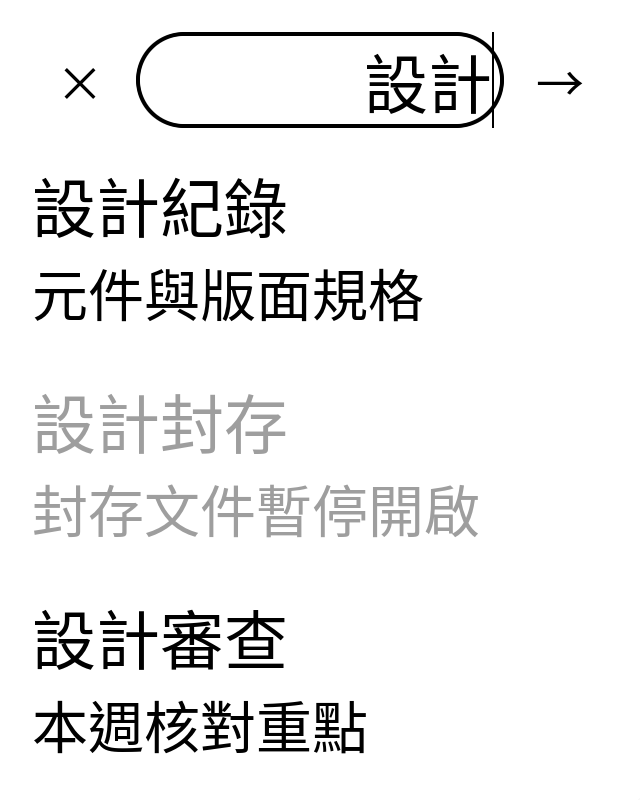 × 設計 →
設計紀錄
元件與版面規格
設計封存
封存文件暫停開啟
設計審查
本週核對重點